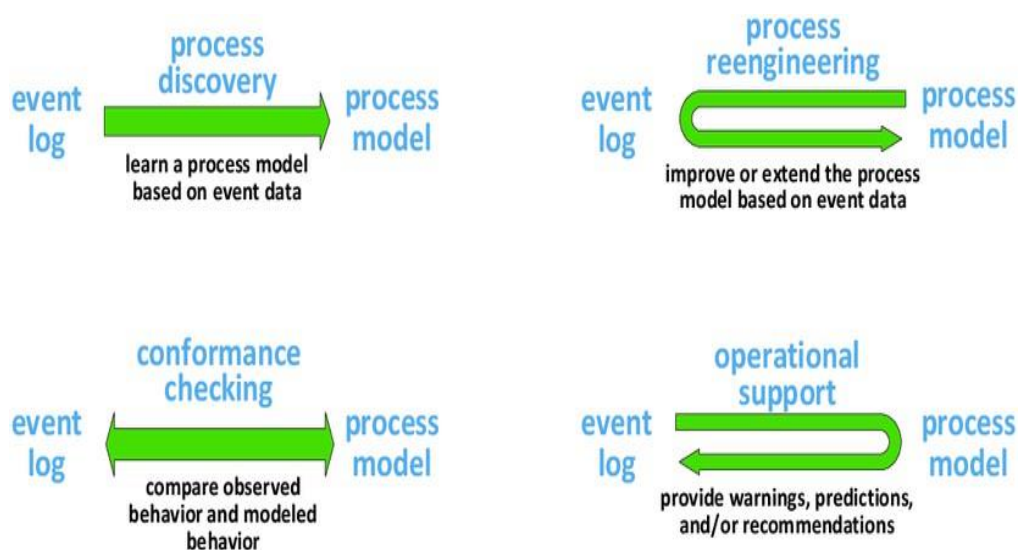 process
discovery
event
log
process
model
learn a process model
based on event data
process
reengineering
event
log
process
model
improve or extend the process
model based on event data
conformance
checking
event
log
process
model
compare observed
behavior and modeled
behavior
operational
support
event
log
process
model
provide warnings, predictions,
and/or recommendations